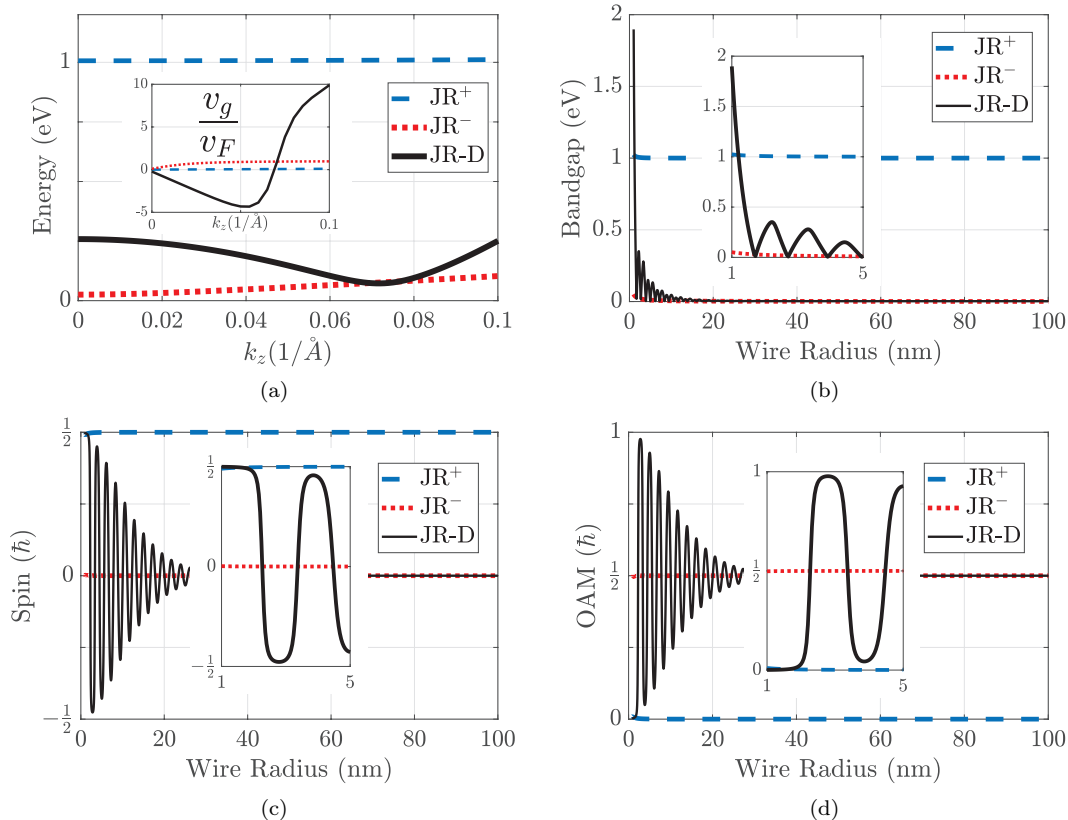 Energy (eV)
1
0
0
0.02
0.04
0.06
0.08
0.1
k_z(1/Å)
JR⁺
JR⁻
JR-D
v_g
v_F
10
5
0
-5
0
k_z(1/Å)
0.1
(a)
Bandgap (eV)
2
1.5
1
0.5
0
0
20
40
60
80
100
Wire Radius (nm)
JR⁺
JR⁻
JR-D
2
1.5
1
0.5
0
1
5
(b)
Spin (ℏ)
1/2
0
-1/2
0
20
40
60
80
100
Wire Radius (nm)
JR⁺
JR⁻
JR-D
1/2
0
-1/2
1
5
(c)
OAM (ℏ)
1
1/2
0
0
20
40
60
80
100
Wire Radius (nm)
JR⁺
JR⁻
JR-D
1
1/2
0
1
5
(d)